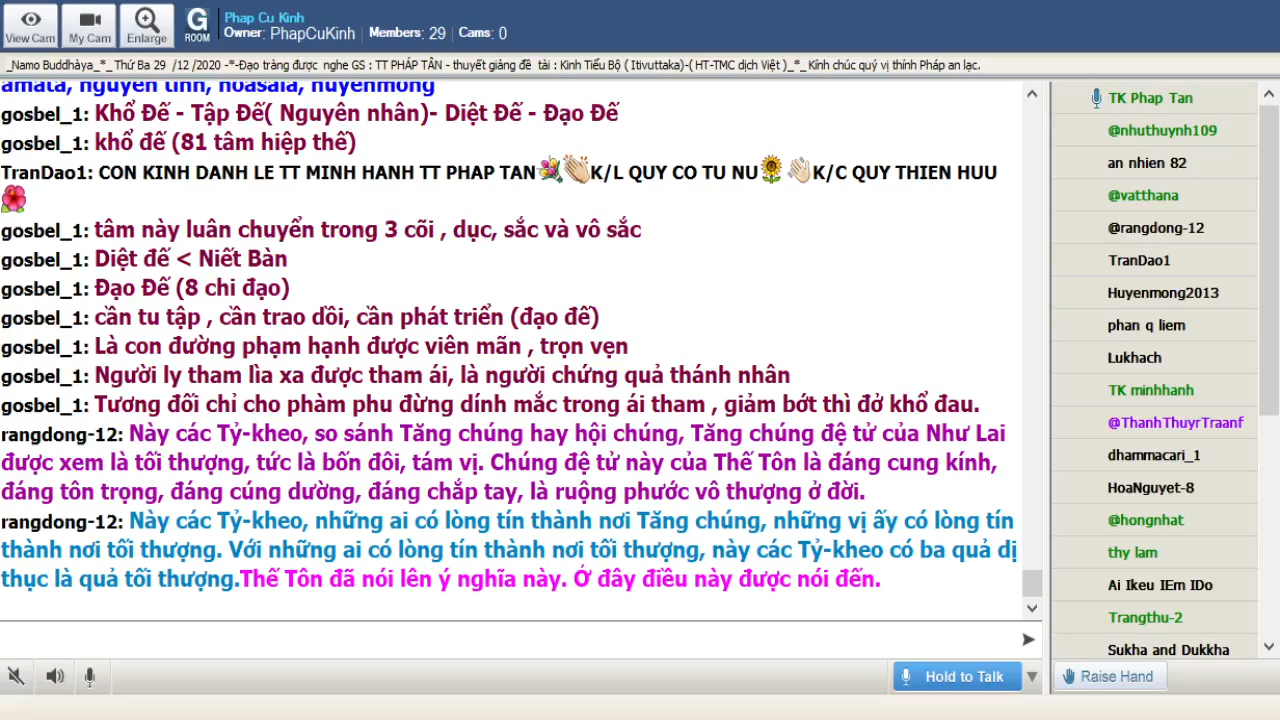 View Cam
My Cam
Enlarge
G
ROOM
Phap Cu Kinh
Owner: PhapCuKinh | Members: 29 | Cams: 0
_Namo Buddhàya_*_ Thứ Ba 29 /12 /2020 -*-Đạo tràng được nghe GS : TT PHÁP TÂN - thuyết giảng đề tài : Kinh Tiểu Bộ ( Itivuttaka)-( HT-TMC dịch Việt )_*_ Kính chúc quý vị thính Pháp an lạc.
amata, nguyen tinh, hoasala, huyenmong
gosbel_1: Khổ Đế - Tập Đế( Nguyên nhân)- Diệt Đế - Đạo Đế
gosbel_1: khổ đế (81 tâm hiệp thế)
TranDao1: CON KINH DANH LE TT MINH HANH TT PHAP TAN K/L QUY CO TU NU K/C QUY THIEN HUU
gosbel_1: tâm này luân chuyển trong 3 cõi , dục, sắc và vô sắc
gosbel_1: Diệt đế < Niết Bàn
gosbel_1: Đạo Đế (8 chi đạo)
gosbel_1: cần tu tập , cần trao dồi, cần phát triển (đạo đế)
gosbel_1: Là con đường phạm hạnh được viên mãn , trọn vẹn
gosbel_1: Người ly tham lìa xa được tham ái, là người chứng quả thánh nhân
gosbel_1: Tương đối chỉ cho phàm phu đừng dính mắc trong ái tham , giảm bớt thì đở khổ đau.
rangdong-12: Này các Tỷ-kheo, so sánh Tăng chúng hay hội chúng, Tăng chúng đệ tử của Như Lai
được xem là tối thượng, tức là bốn đôi, tám vị. Chúng đệ tử này của Thế Tôn là đáng cung kính,
đáng tôn trọng, đáng cúng dường, đáng chắp tay, là ruộng phước vô thượng ở đời.
rangdong-12: Này các Tỷ-kheo, những ai có lòng tín thành nơi Tăng chúng, những vị ấy có lòng tín
thành nơi tối thượng. Với những ai có lòng tín thành nơi tối thượng, này các Tỷ-kheo có ba quả dị
thục là quả tối thượng.Thế Tôn đã nói lên ý nghĩa này. Ở đây điều này được nói đến.
Hold to Talk
TK Phap Tan
@nhuthuynh109
an nhien 82
@vatthana
@rangdong-12
TranDao1
Huyenmong2013
phan q liem
Lukhach
TK minhhanh
@ThanhThuyrTraanf
dhammacari_1
HoaNguyet-8
@hongnhat
thy lam
Ai Ikeu IEm IDo
Trangthu-2
Sukha and Dukkha
Raise Hand